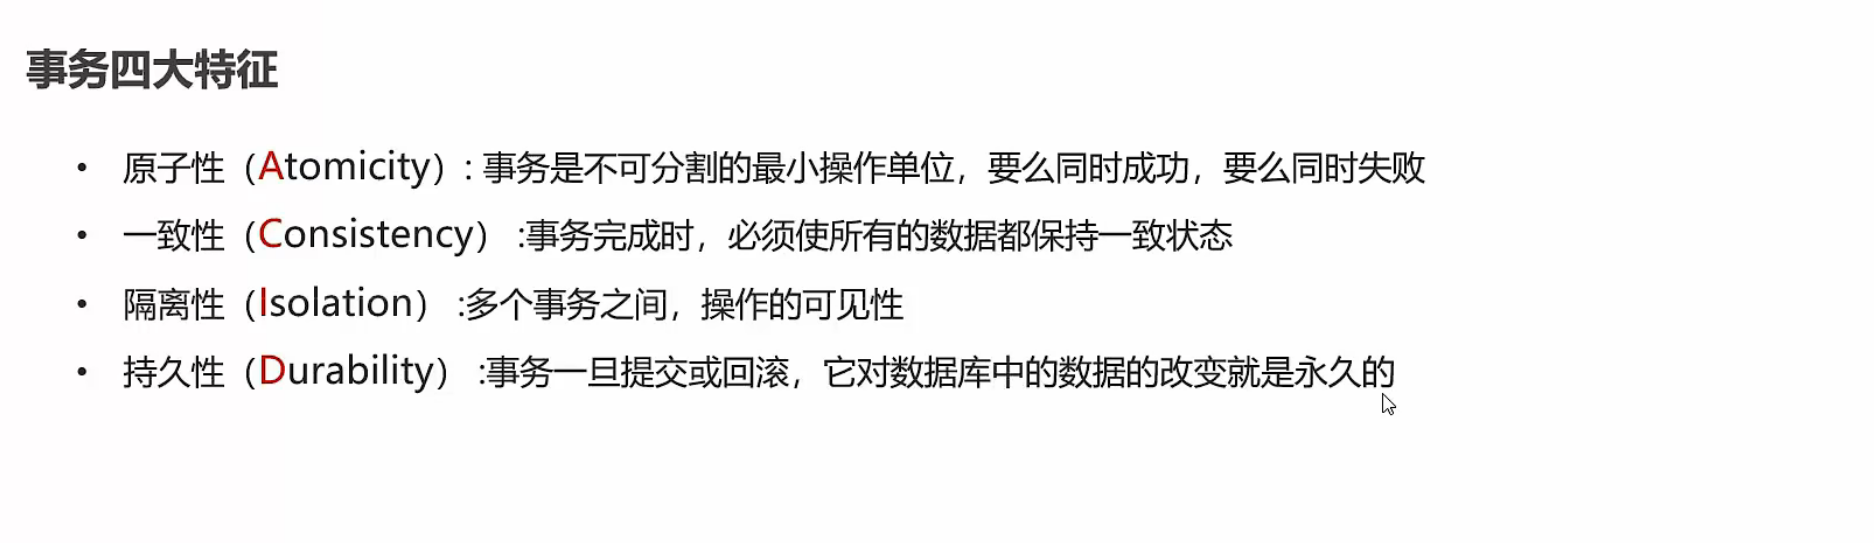 事务四大特征
• 原子性（Atomicity）: 事务是不可分割的最小操作单位，要么同时成功，要么同时失败
• 一致性（Consistency） :事务完成时，必须使所有的数据都保持一致状态
• 隔离性（Isolation） :多个事务之间，操作的可见性
• 持久性（Durability） :事务一旦提交或回滚，它对数据库中的数据的改变就是永久的